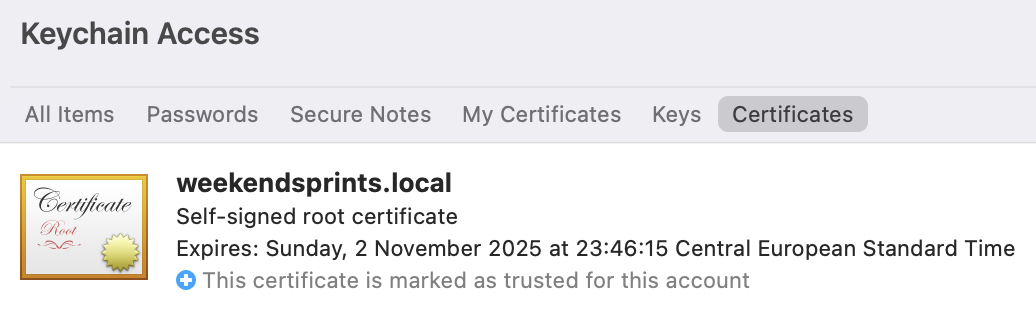 Keychain Access
All Items Passwords Secure Notes My Certificates Keys Certificates
Certificate
Root
weekendsprints.local
Self-signed root certificate
Expires: Sunday, 2 November 2025 at 23:46:15 Central European Standard Time
This certificate is marked as trusted for this account